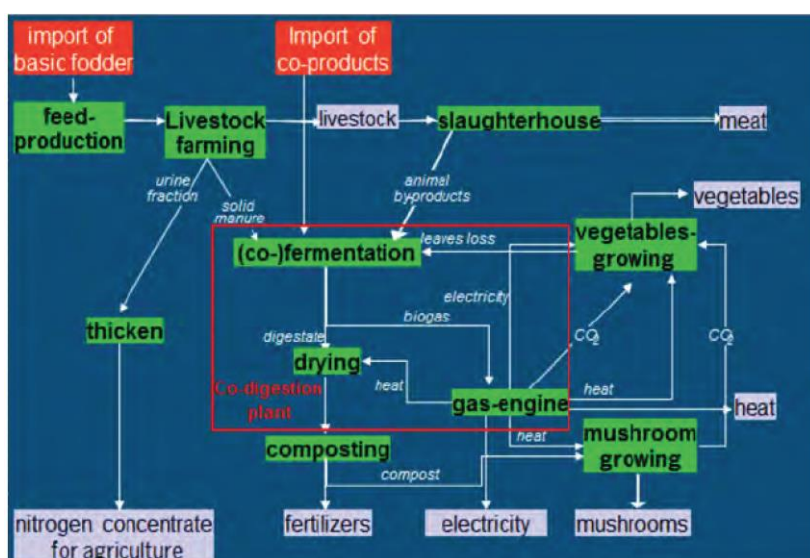 import of
basic fodder
Import of
co-products
feed-
production
Livestock
farming
livestock
slaughterhouse
meat
urine
fraction
solid
manure
animal
byproducts
vegetables
(co-)fermentation
leaves loss
vegetables-
growing
electricity
thicken
biogas
CO2
CO2
digestate
drying
Co-digestion
plant
heat
gas-engine
heat
heat
composting
heat
mushroom
growing
compost
nitrogen concentrate
for agriculture
fertilizers
electricity
mushrooms